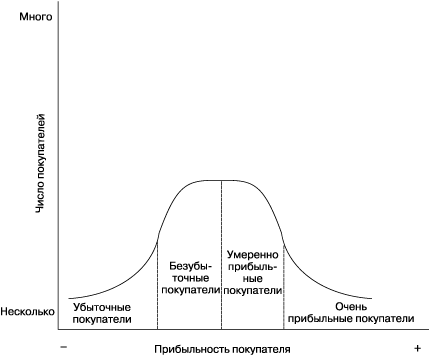 Много
Число покупателей
Несколько
Убыточные
покупатели
Безубы-
точные
покупатели
Умеренно
прибыль-
ные
покупатели
Очень
прибыльные покупатели
–
Прибыльность покупателя
+